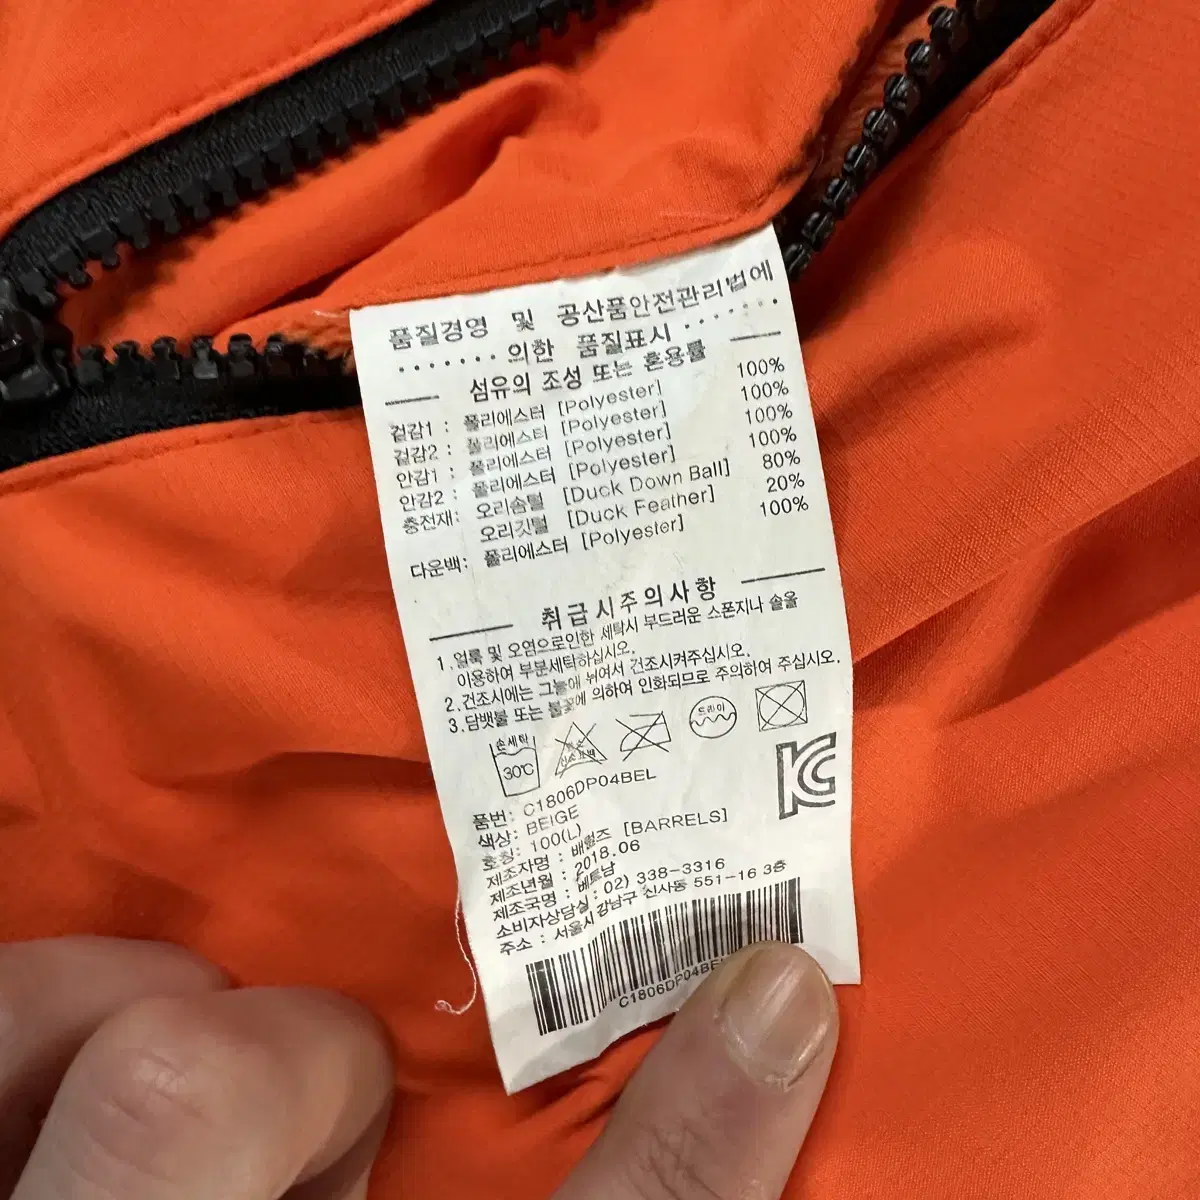 품질경영 및 공산품안전관리법에
······ 의한 품질표시 ······
섬유의 조성 또는 혼용률
겉감1 : 폴리에스터 [Polyester] 100%
겉감2 : 폴리에스터 [Polyester] 100%
안감1 : 폴리에스터 [Polyester] 100%
안감2 : 폴리에스터 [Polyester] 100%
충전재: 오리솜털 [Duck Down Ball] 80%
오리깃털 [Duck Feather] 20%
다운백: 폴리에스터 [Polyester] 100%
취급시주의사항
1.얼룩 및 오염으로인한 세탁시 부드러운 스폰지나 솔을
이용하여 부분세탁하십시오.
2.건조시에는 그늘에 뉘어서 건조시켜주십시오.
3.담뱃불 또는 불꽃에 의하여 인화되므로 주의하여 주십시오.
손세탁
30℃
드라이
품번: C1806DP04BEL
색상: BEIGE
호칭: 100(L)
제조자명 : 배럴즈 [BARRELS]
제조년월 : 2018.06
제조국명 : 베트남
소비자상담실 : 02) 338-3316
주소 : 서울시 강남구 신사동 551-16 3층